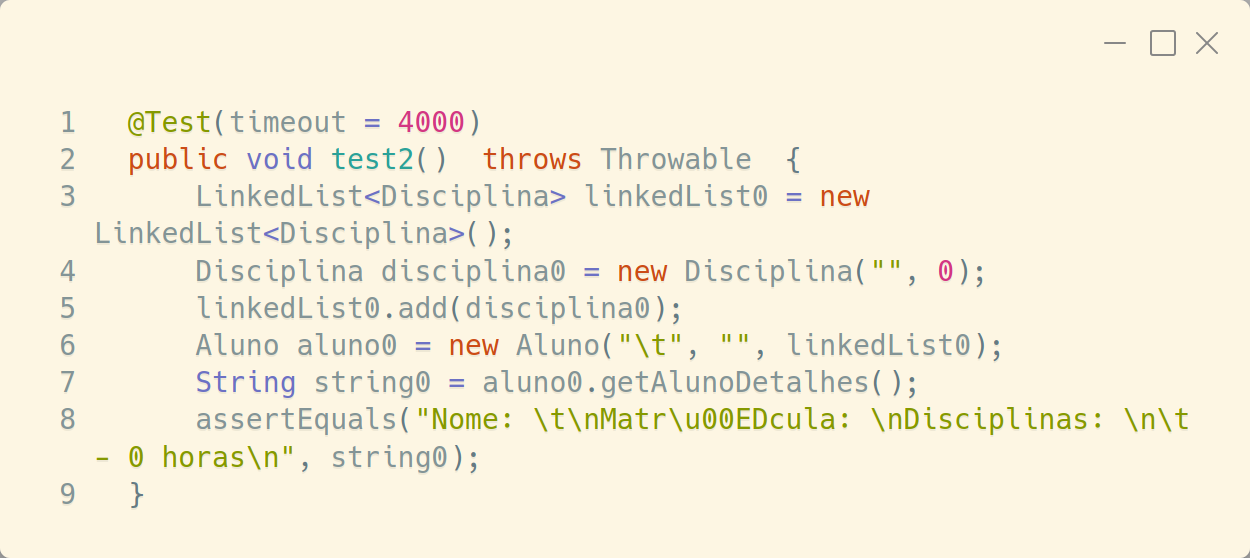 1 @Test(timeout = 4000)
2 public void test2()  throws Throwable  {
3     LinkedList<Disciplina> linkedList0 = new
LinkedList<Disciplina>();
4     Disciplina disciplina0 = new Disciplina("", 0);
5     linkedList0.add(disciplina0);
6     Aluno aluno0 = new Aluno("\t", "", linkedList0);
7     String string0 = aluno0.getAlunoDetalhes();
8     assertEquals("Nome: \t\nMatr\u00EDcula: \nDisciplinas: \n\t
- 0 horas\n", string0);
9 }